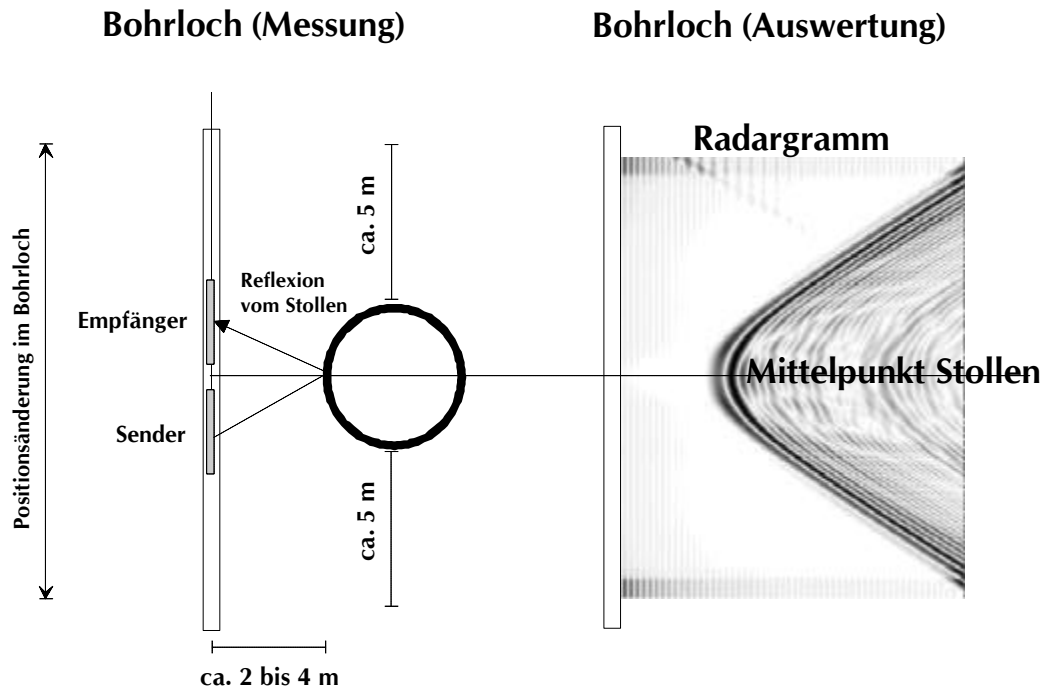 Bohrloch (Messung)
Bohrloch (Auswertung)
Radargramm
ca. 5 m
Reflexion
vom Stollen
Empfänger
Positionsänderung im Bohrloch
Mittelpunkt Stollen
Sender
ca. 5 m
ca. 2 bis 4 m